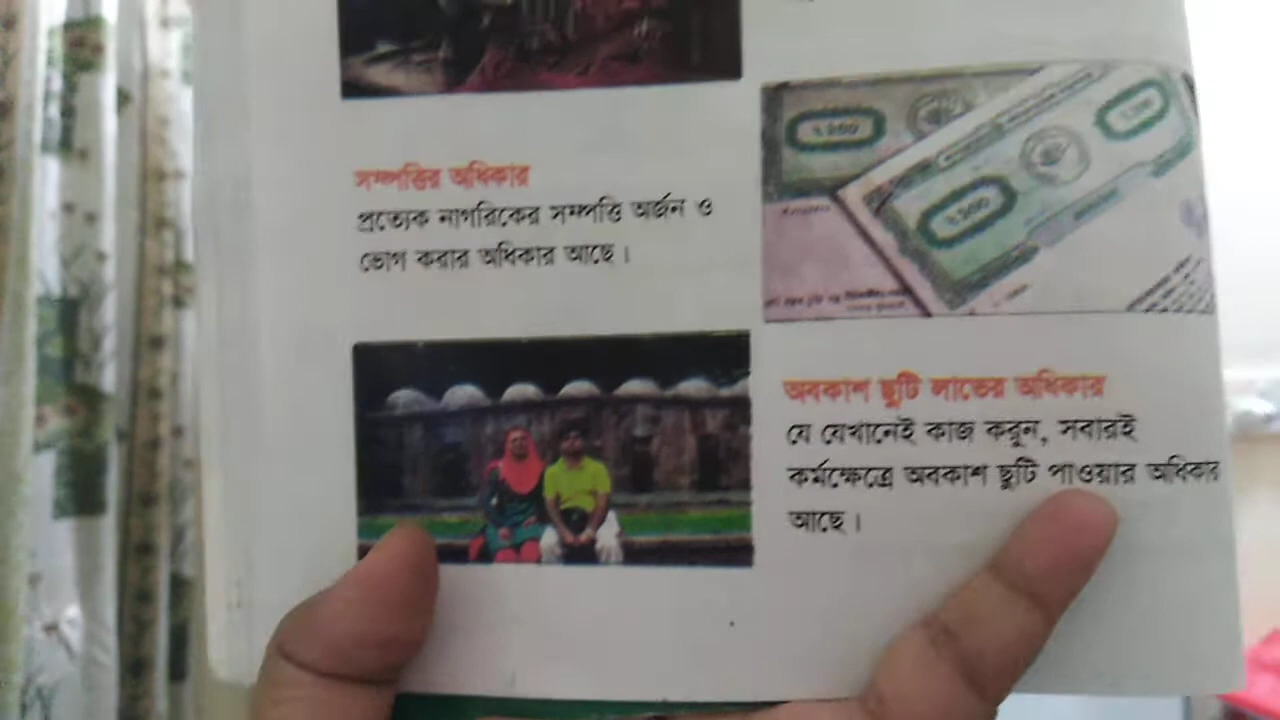 সম্পত্তির অধিকার
প্রত্যেক নাগরিকের সম্পত্তি অর্জন ও
ভোগ করার অধিকার আছে।
অবকাশ ছুটি লাভের অধিকার
যে যেখানেই কাজ করুন, সবারই
কর্মক্ষেত্রে অবকাশ ছুটি পাওয়ার অধিকার
আছে।